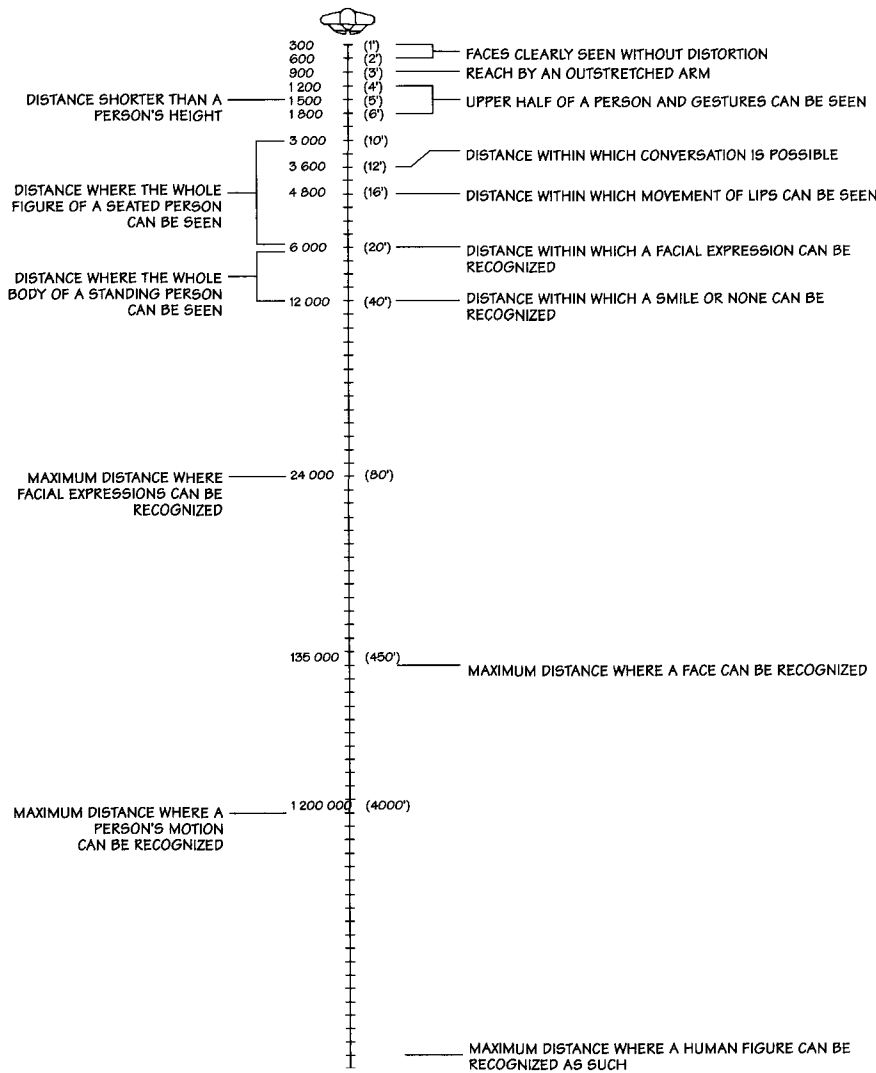 300 (1')
600 (2')
FACES CLEARLY SEEN WITHOUT DISTORTION
900 (3')
REACH BY AN OUTSTRETCHED ARM
1 200 (4')
DISTANCE SHORTER THAN A
PERSON'S HEIGHT
1 500 (5')
UPPER HALF OF A PERSON AND GESTURES CAN BE SEEN
1 800 (6')
3 000 (10')
3 600 (12')
DISTANCE WITHIN WHICH CONVERSATION IS POSSIBLE
DISTANCE WHERE THE WHOLE
FIGURE OF A SEATED PERSON
CAN BE SEEN
4 800 (16')
DISTANCE WITHIN WHICH MOVEMENT OF LIPS CAN BE SEEN
6 000 (20')
DISTANCE WITHIN WHICH A FACIAL EXPRESSION CAN BE
RECOGNIZED
DISTANCE WHERE THE WHOLE
BODY OF A STANDING PERSON
CAN BE SEEN
12 000 (40')
DISTANCE WITHIN WHICH A SMILE OR NONE CAN BE
RECOGNIZED
MAXIMUM DISTANCE WHERE
FACIAL EXPRESSIONS CAN BE
RECOGNIZED
24 000 (80')
135 000 (450')
MAXIMUM DISTANCE WHERE A FACE CAN BE RECOGNIZED
MAXIMUM DISTANCE WHERE A
PERSON'S MOTION
CAN BE RECOGNIZED
1 200 000 (4000')
MAXIMUM DISTANCE WHERE A HUMAN FIGURE CAN BE
RECOGNIZED AS SUCH